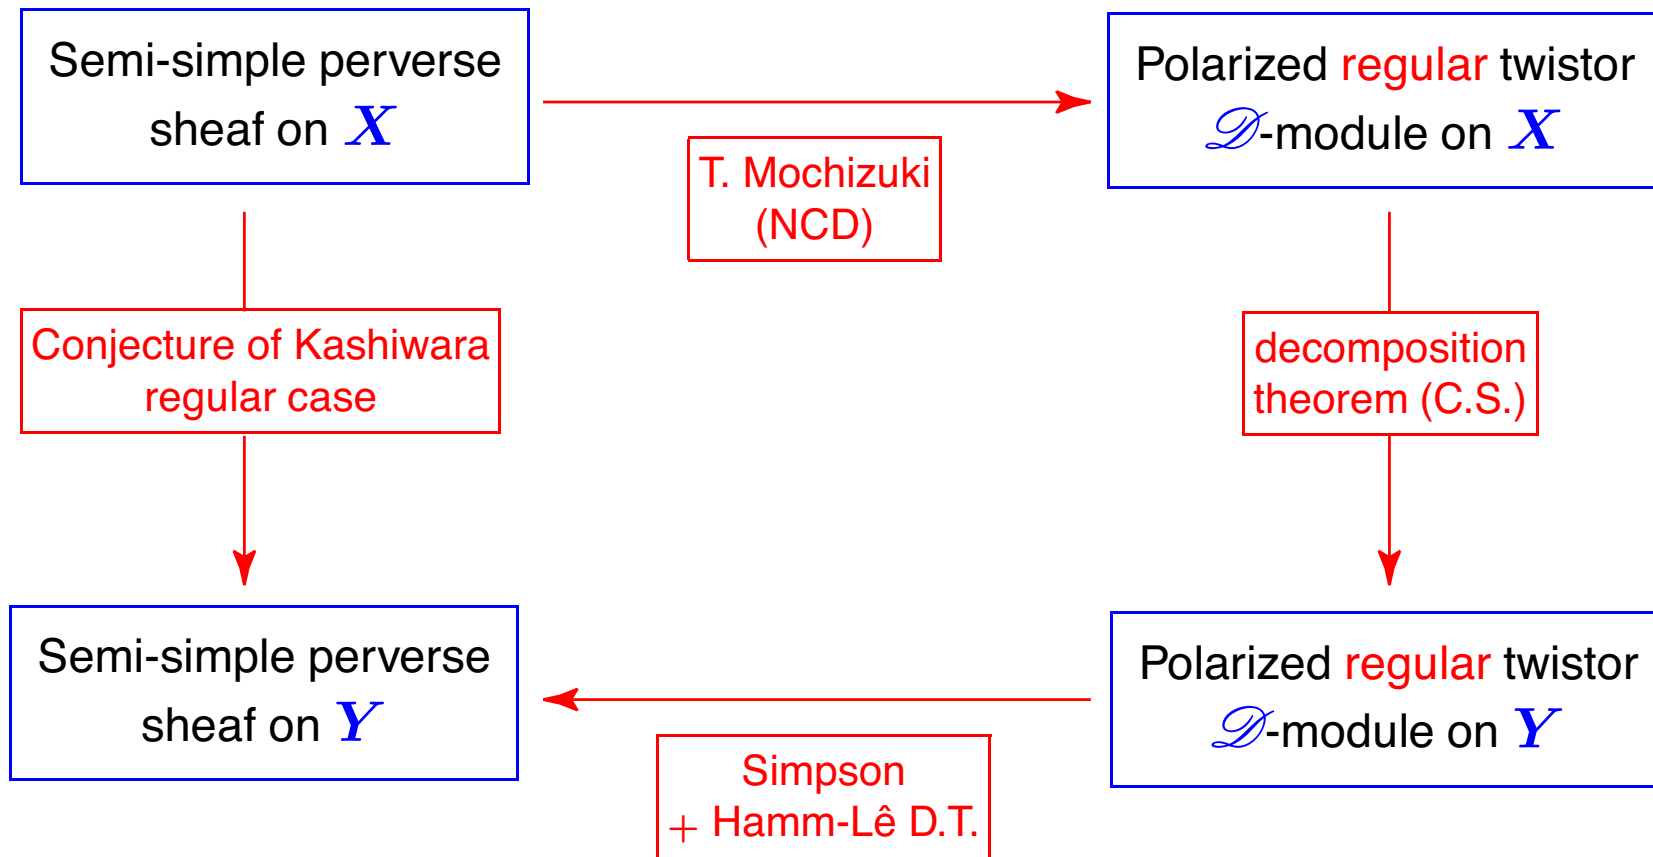 Semi-simple perverse
sheaf on X
Polarized regular twistor
𝒟-module on X
T. Mochizuki
(NCD)
Conjecture of Kashiwara
regular case
decomposition
theorem (C.S.)
Semi-simple perverse
sheaf on Y
Polarized regular twistor
𝒟-module on Y
Simpson
+ Hamm-Lê D.T.